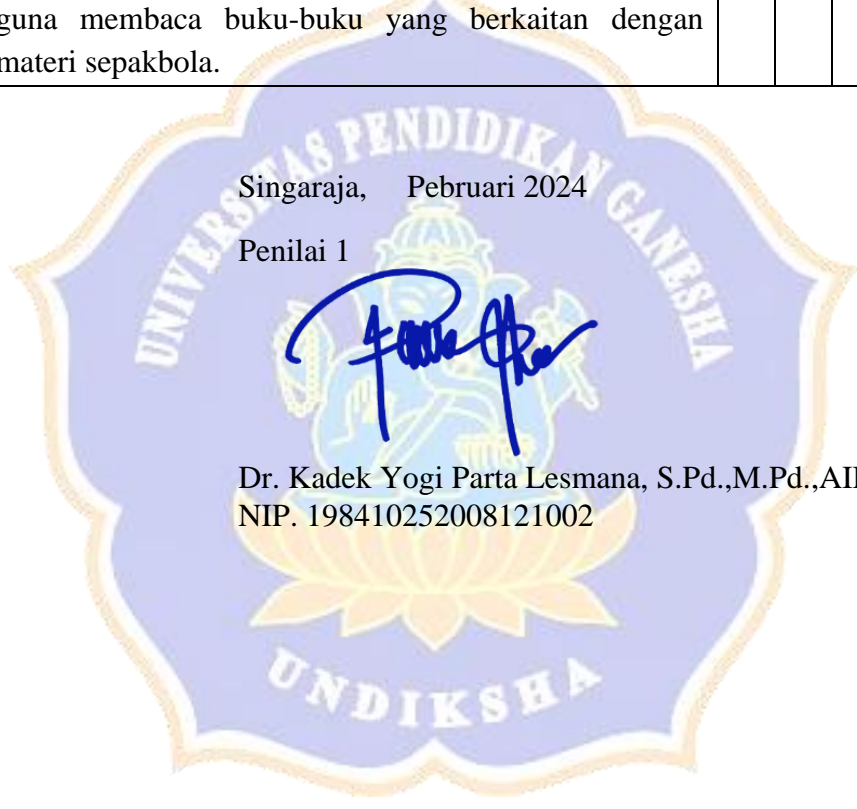 guna membaca buku-buku yang berkaitan dengan
materi sepakbola.
UNIVERSITAS PENDIDIKAN GANESHA
Singaraja, Pebruari 2024
Penilai 1
Dr. Kadek Yogi Parta Lesmana, S.Pd.,M.Pd.,
NIP. 198410252008121002
UNDIKSHA